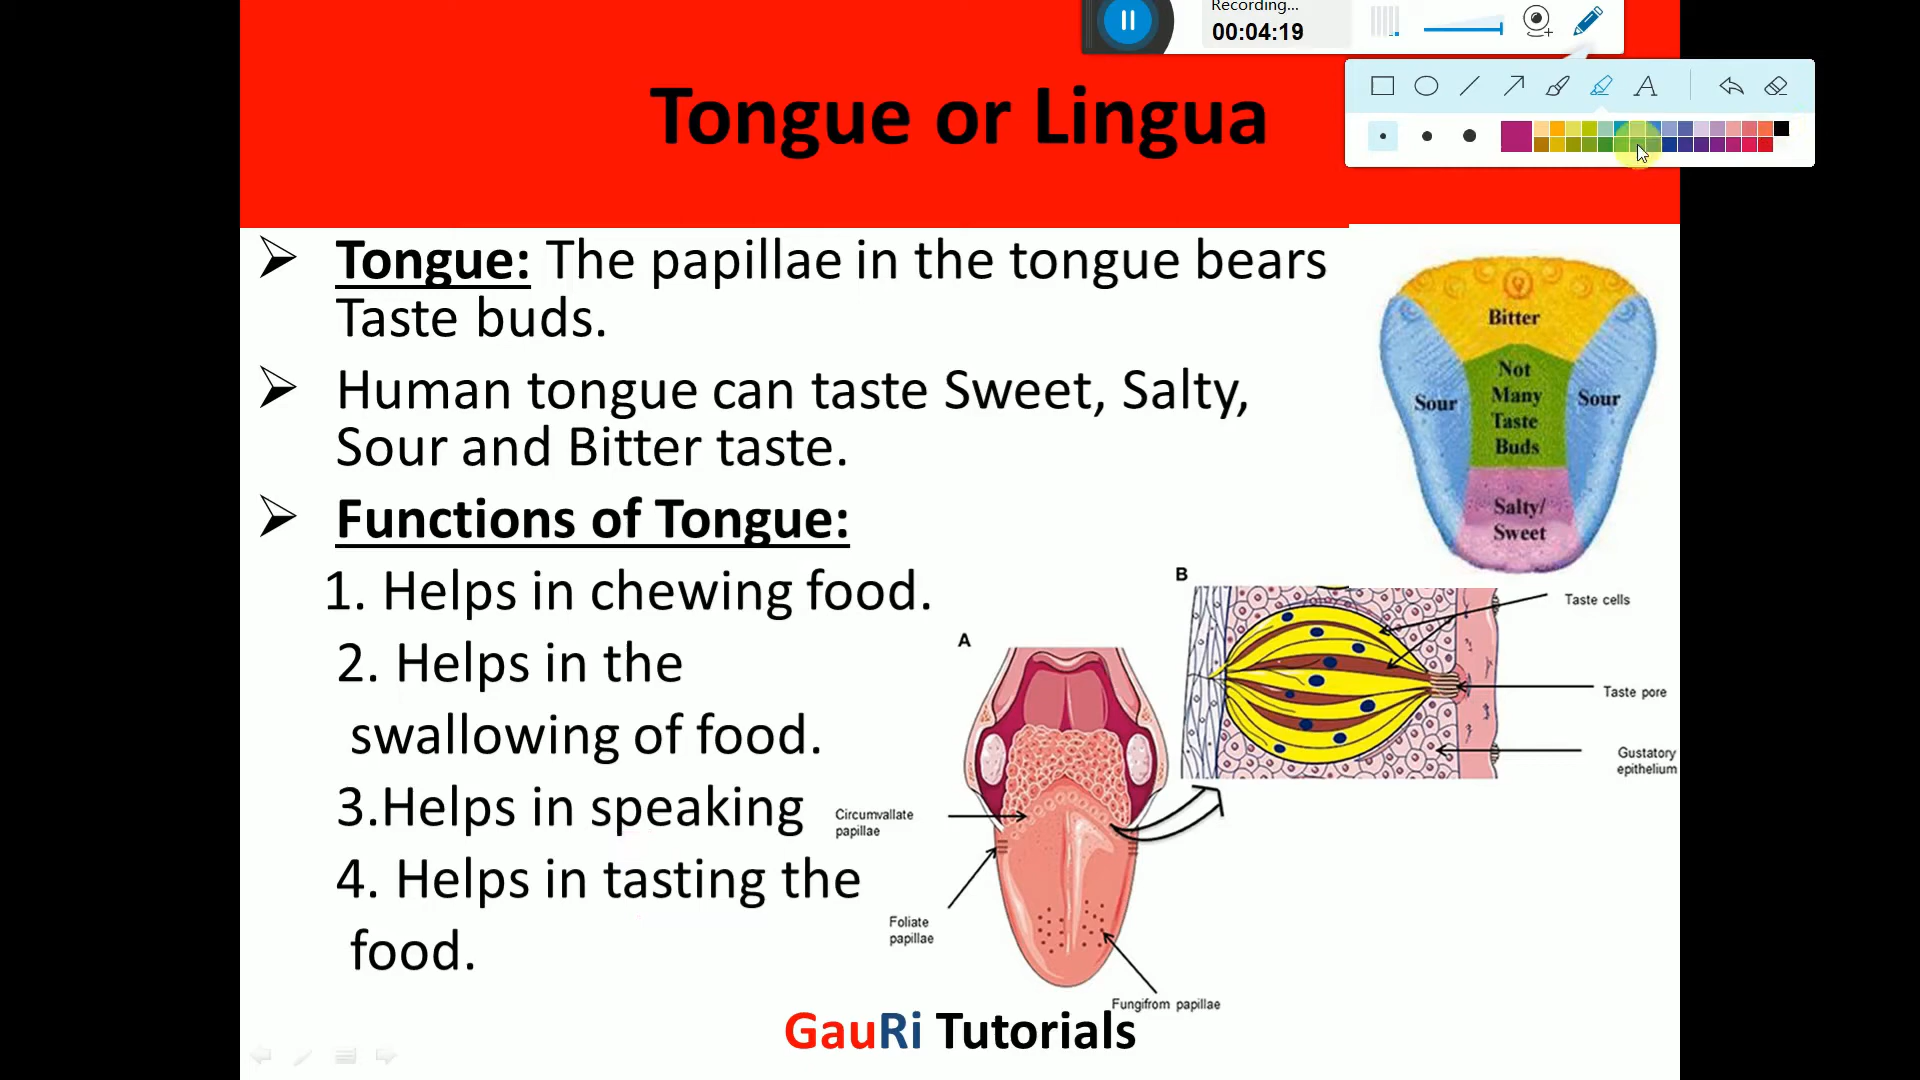 Recording...
00:04:19
Tongue or Lingua
Tongue: The papillae in the tongue bears
Taste buds.
Human tongue can taste Sweet, Salty,
Sour and Bitter taste.
Functions of Tongue:
1. Helps in chewing food.
2. Helps in the
swallowing of food.
3.Helps in speaking
4. Helps in tasting the
food.
Bitter
Not
Many
Taste
Buds
Sour
Sour
Salty/
Sweet
B
Taste cells
Taste pore
Gustatory
epithelium
A
Circumvallate
papillae
Foliate
papillae
Fungifrom papillae
GauRi Tutorials